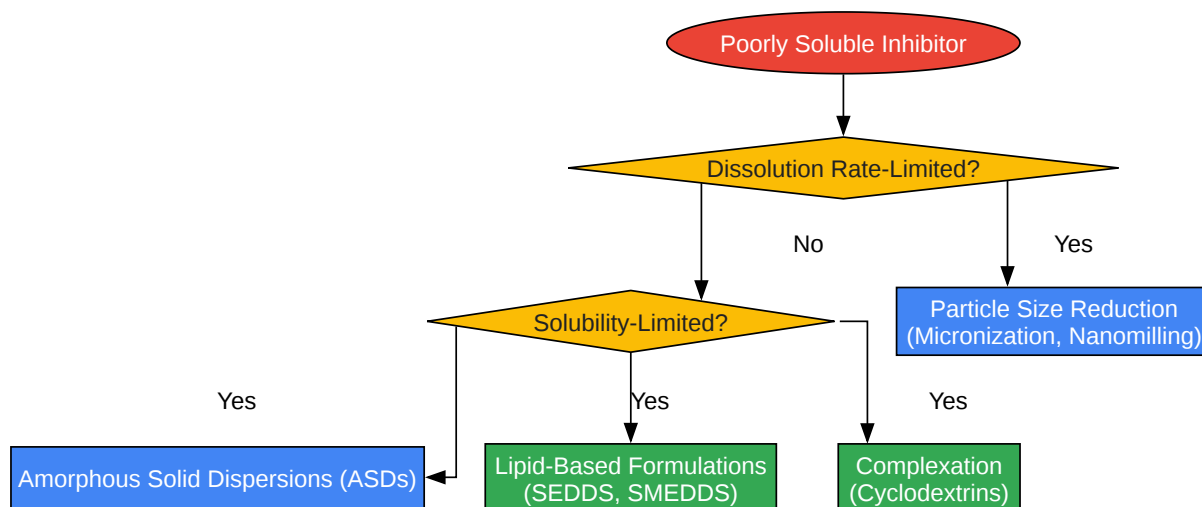 Poorly Soluble Inhibitor
Dissolution Rate-Limited?
No
Yes
Particle Size Reduction
(Micronization, Nanomilling)
Solubility-Limited?
Yes
Yes
Yes
Amorphous Solid Dispersions (ASDs)
Lipid-Based Formulations
(SEDDS, SMEDDS)
Complexation
(Cyclodextrins)